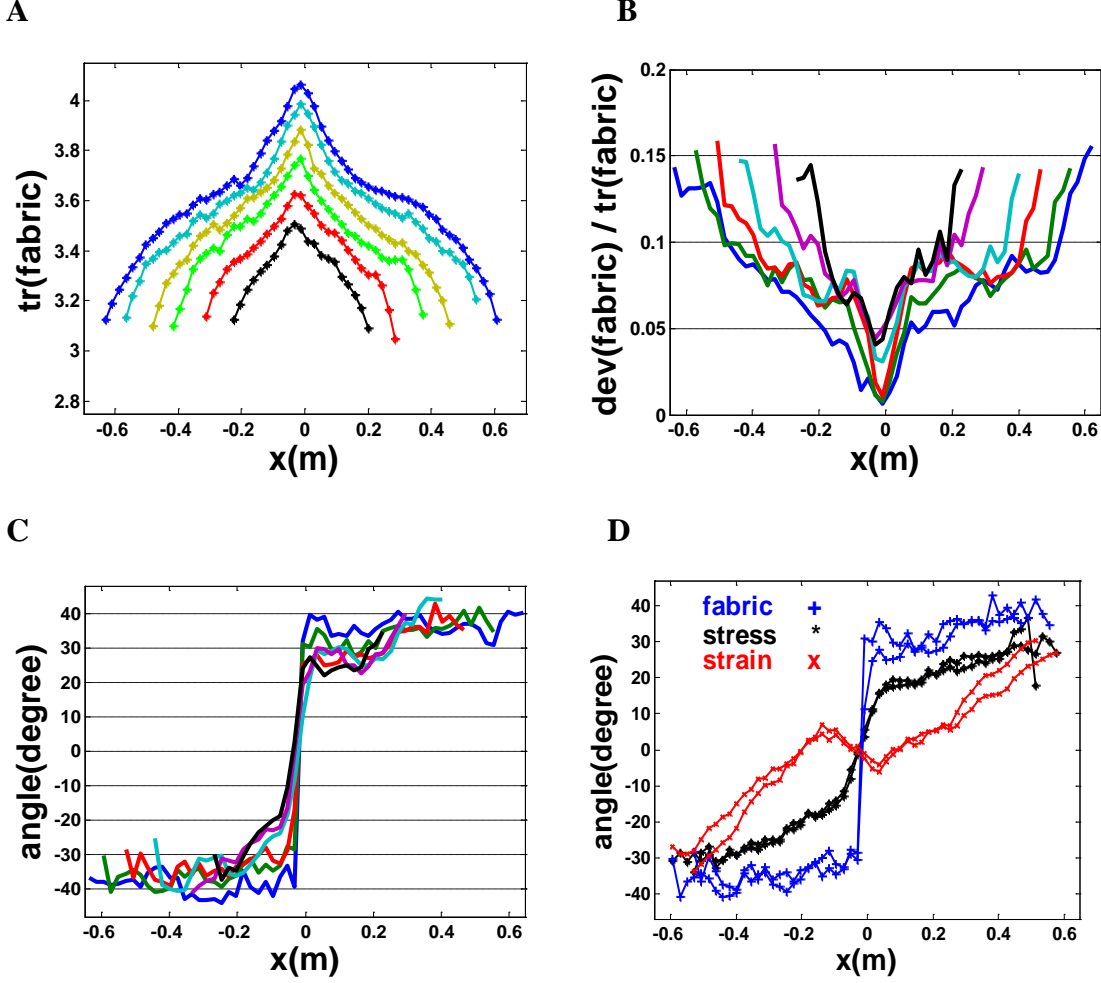 A
B
tr(fabric)
4
3.8
3.6
3.4
3.2
3
2.8
-0.6 -0.4 -0.2 0 0.2 0.4 0.6
x(m)
dev(fabric) / tr(fabric)
0.2
0.15
0.1
0.05
0
-0.6 -0.4 -0.2 0 0.2 0.4 0.6
x(m)
C
D
angle(degree)
40
30
20
10
0
-10
-20
-30
-40
-0.6 -0.4 -0.2 0 0.2 0.4 0.6
x(m)
angle(degree)
40
30
20
10
0
-10
-20
-30
-40
fabric +
stress *
strain x
-0.6 -0.4 -0.2 0 0.2 0.4 0.6
x(m)